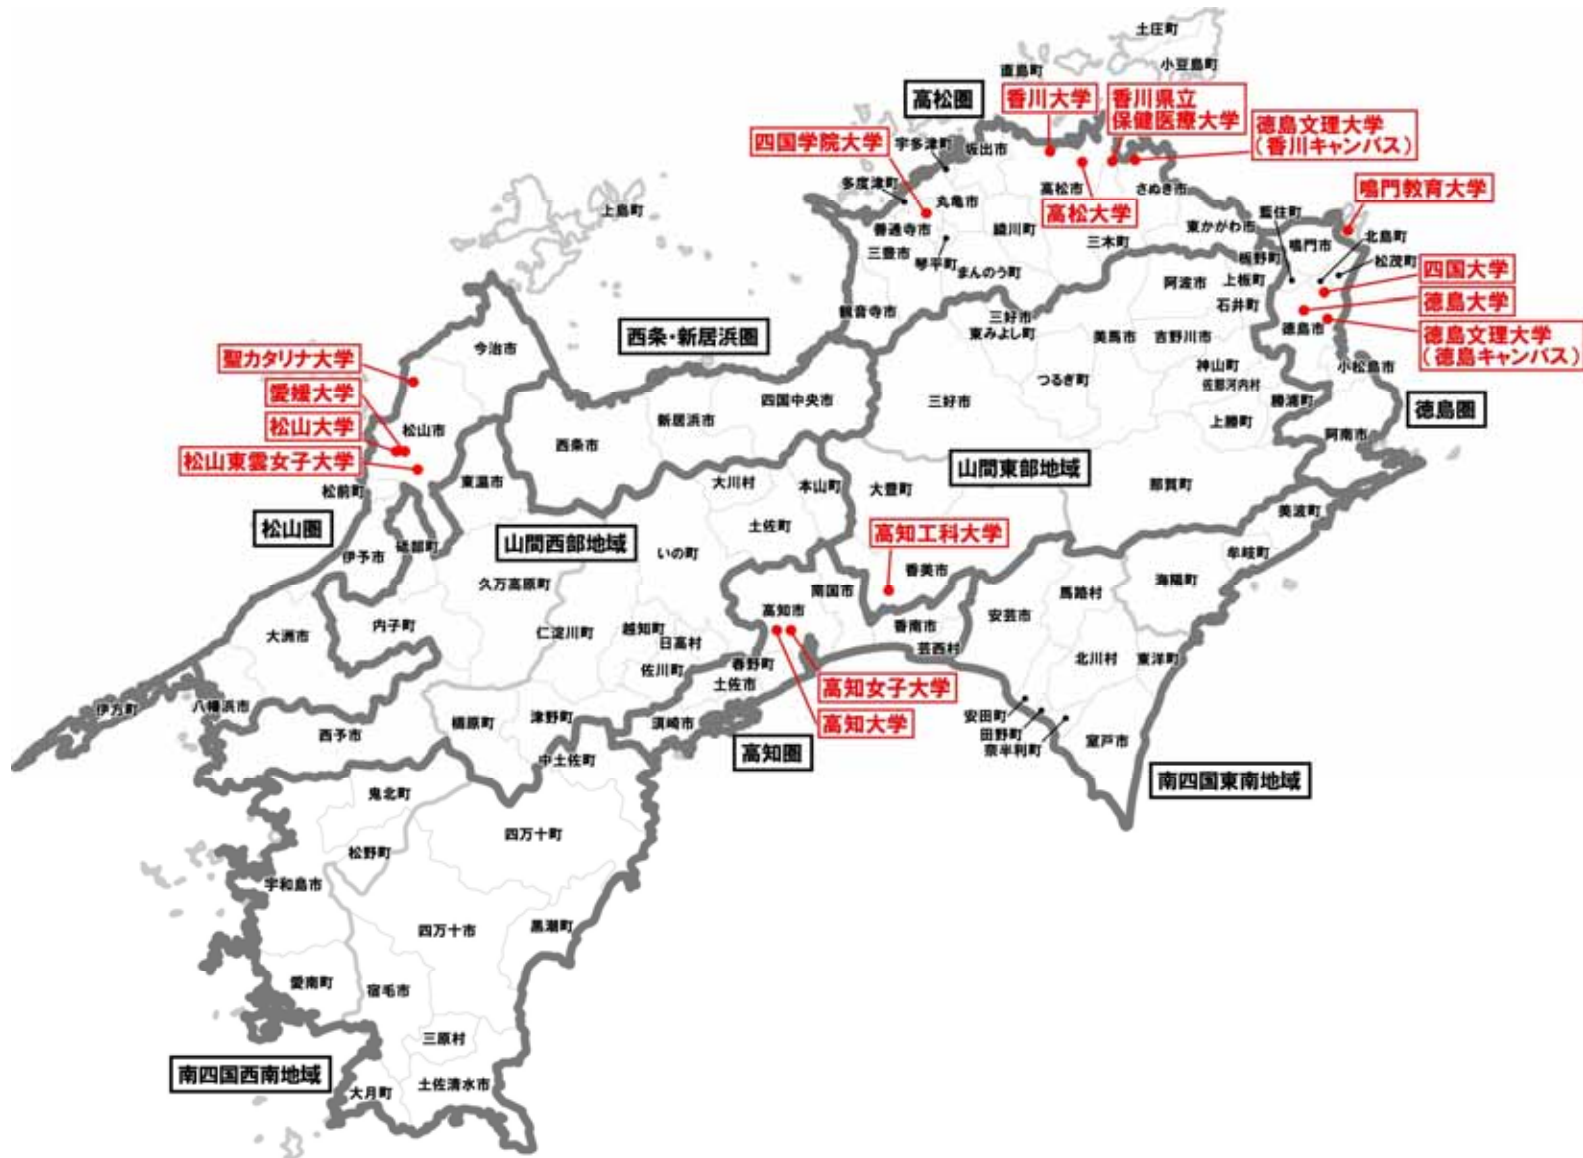 土庄町
小豆島町
直島町
高松圏
香川大学
香川県立
保健医療大学
徳島文理大学
(香川キャンパス)
四国学院大学
宇多津町
坂出市
多度津町
丸亀市
高松市
さぬき市
高松大学
鳴門教育大学
上島町
善通寺市
綾川町
三木町
東かがわ市
藍住町
鳴門市
北島町
松茂町
三豊市
琴平町
まんのう町
板野町
上板町
阿波市
四国大学
石井町
徳島大学
観音寺市
三好市
東みよし町
美馬市
吉野川市
徳島市
徳島文理大学
(徳島キャンパス)
西条・新居浜圏
今治市
聖カタリナ大学
つるぎ町
神山町
佐那河内村
小松島市
愛媛大学
四国中央市
三好市
勝浦町
徳島圏
松山大学
松山市
新居浜市
上勝町
阿南市
西条市
松山東雲女子大学
東温市
松前町
大川村
本山町
大豊町
山間東部地域
那賀町
美波町
松山圏
山間西部地域
土佐町
高知工科大学
伊予市
砥部町
いの町
牟岐町
久万高原町
香美市
海陽町
南国市
馬路村
高知市
安芸市
大洲市
内子町
仁淀川町
越知町
日高村
香南市
芸西村
佐川町
春野町
北川村
東洋町
土佐市
高知女子大学
伊方町
八幡浜市
安田町
西予市
檮原町
津野町
須崎市
高知大学
田野町
奈半利町
室戸市
中土佐町
高知圏
南四国東南地域
鬼北町
四万十町
松野町
宇和島市
四万十市
黒潮町
愛南町
宿毛市
三原村
南四国西南地域
大月町
土佐清水市